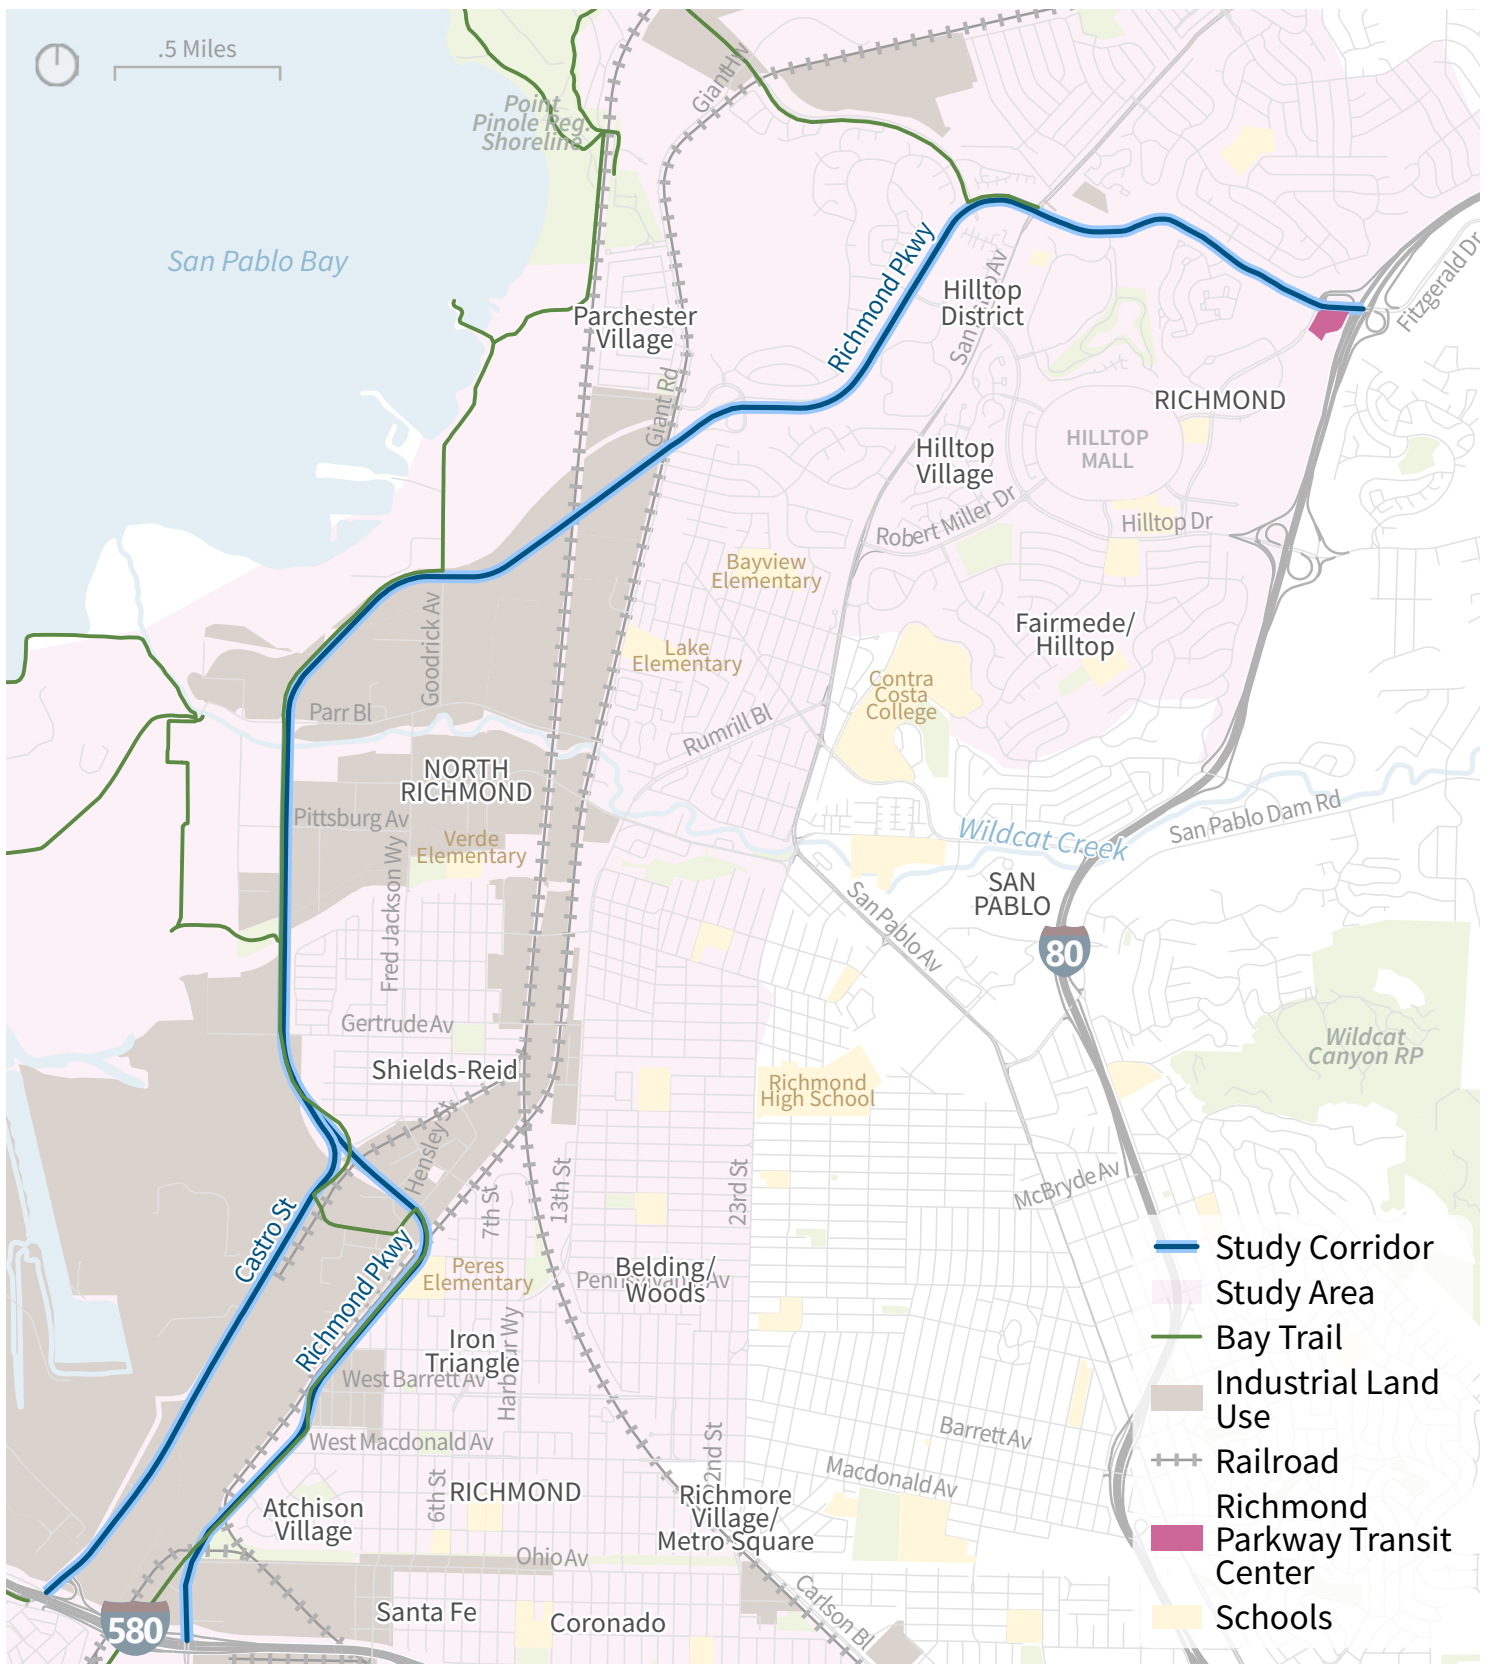 .5 Miles
Giant Hw
Point
Pinole Reg.
Shoreline
San Pablo Bay
Richmond Pkwy
Hilltop
District
San Pablo Av
Fitzgerald Dr
Parchester
Village
Giant Rd
RICHMOND
HILLTOP
MALL
Hilltop
Village
Robert Miller Dr
Hilltop Dr
Bayview
Elementary
Goodrick Av
Fairmede/
Hilltop
Lake
Elementary
Contra
Costa
College
Parr Bl
Rumrill Bl
NORTH
RICHMOND
Pittsburg Av
Verde
Elementary
Wildcat Creek
San Pablo Dam Rd
Fred Jackson Wy
SAN
PABLO
San Pablo Av
80
Gertrude Av
Wildcat
Canyon RP
Shields-Reid
Richmond
High School
Hensley St
7th St
13th St
23rd St
McBryde Av
Castro St
Richmond Pkwy
Peres
Elementary
Belding/
Woods
Pennsylvania Av
Iron
Triangle
Harbour Wy
West Barrett Av
West Macdonald Av
Barrett Av
Macdonald Av
22nd St
6th St
RICHMOND
Atchison
Village
Richmore
Village/
Metro Square
Ohio Av
Carlson Bl
580
Santa Fe
Coronado
Study Corridor
Study Area
Bay Trail
Industrial Land
Use
Railroad
Richmond
Parkway Transit
Center
Schools